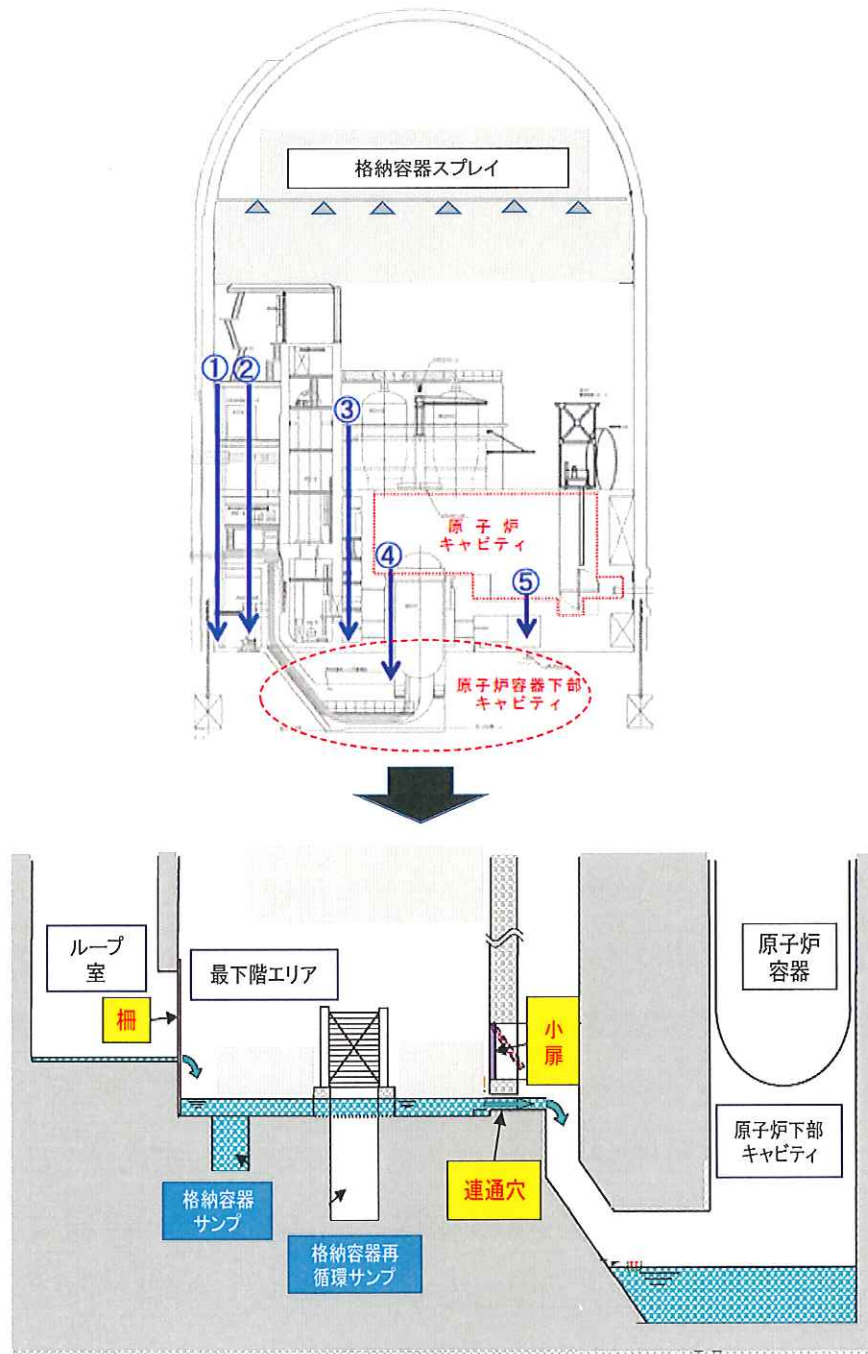 格納容器スプレイ
①
②
③
原子炉
キャビティ
④
⑤
原子炉容器下部
キャビティ
ループ
室
最下階エリア
原子炉
容器
柵
小
扉
原子炉下部
キャビティ
格納容器
サンプ
連通穴
格納容器再
循環サンプ